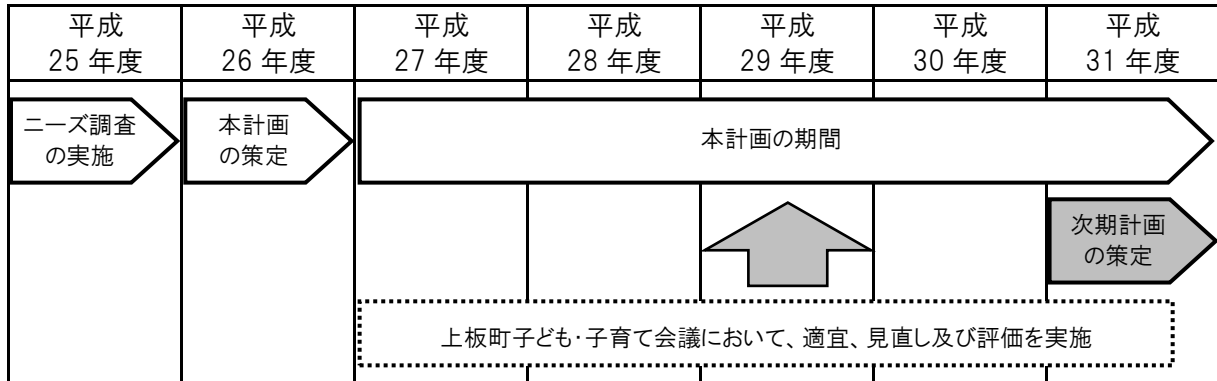 平成 平成 平成 平成 平成 平成 平成
25 年度 26 年度 27 年度 28 年度 29 年度 30 年度 31 年度
ニーズ調査
の実施
本計画
の策定
本計画の期間
次期計画
の策定
上板町子ども・子育て会議において、適宜、見直し及び評価を実施